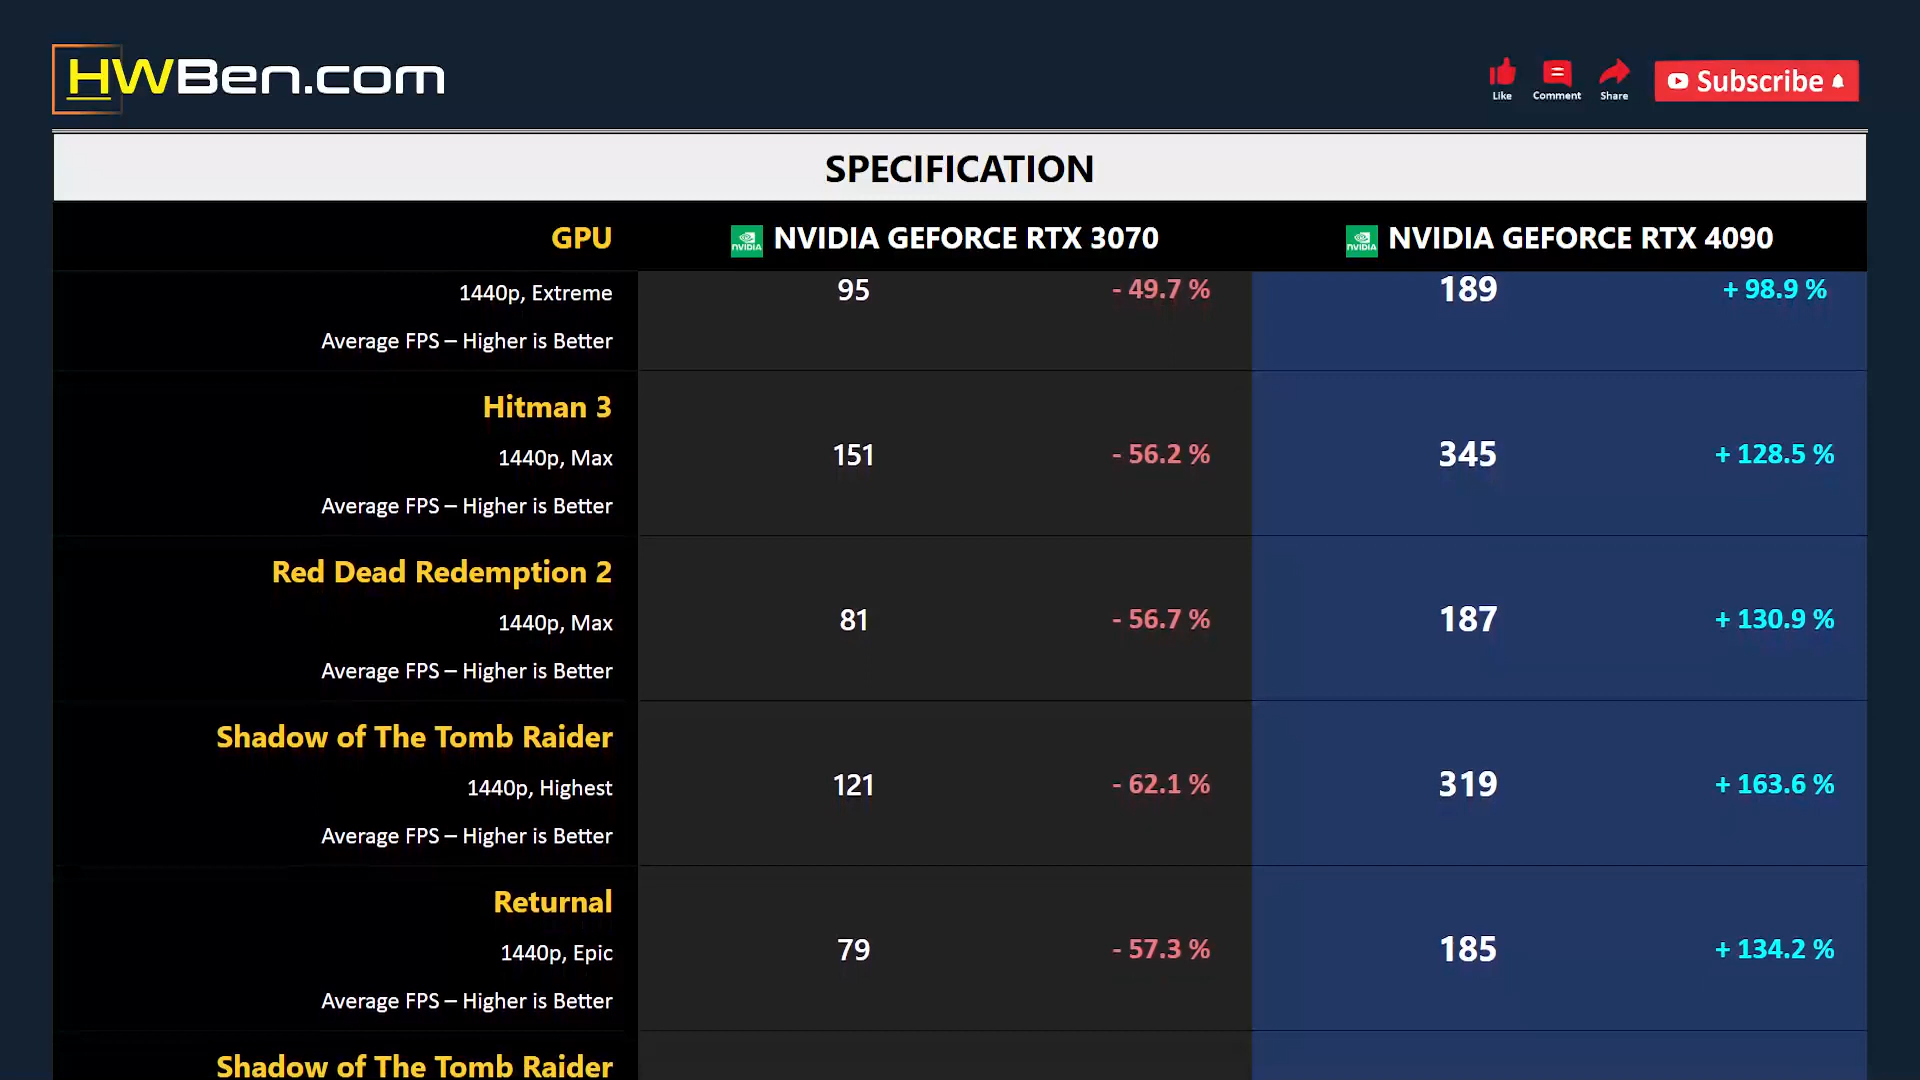 HWBen.com
Like
Comment
Share
Subscribe
SPECIFICATION
GPU
NVIDIA NVIDIA GEFORCE RTX 3070
NVIDIA NVIDIA GEFORCE RTX 4090
1440p, Extreme
Average FPS – Higher is Better
95
- 49.7 %
189
+ 98.9 %
Hitman 3
1440p, Max
Average FPS – Higher is Better
151
- 56.2 %
345
+ 128.5 %
Red Dead Redemption 2
1440p, Max
Average FPS – Higher is Better
81
- 56.7 %
187
+ 130.9 %
Shadow of The Tomb Raider
1440p, Highest
Average FPS – Higher is Better
121
- 62.1 %
319
+ 163.6 %
Returnal
1440p, Epic
Average FPS – Higher is Better
79
- 57.3 %
185
+ 134.2 %
Shadow of The Tomb Raider